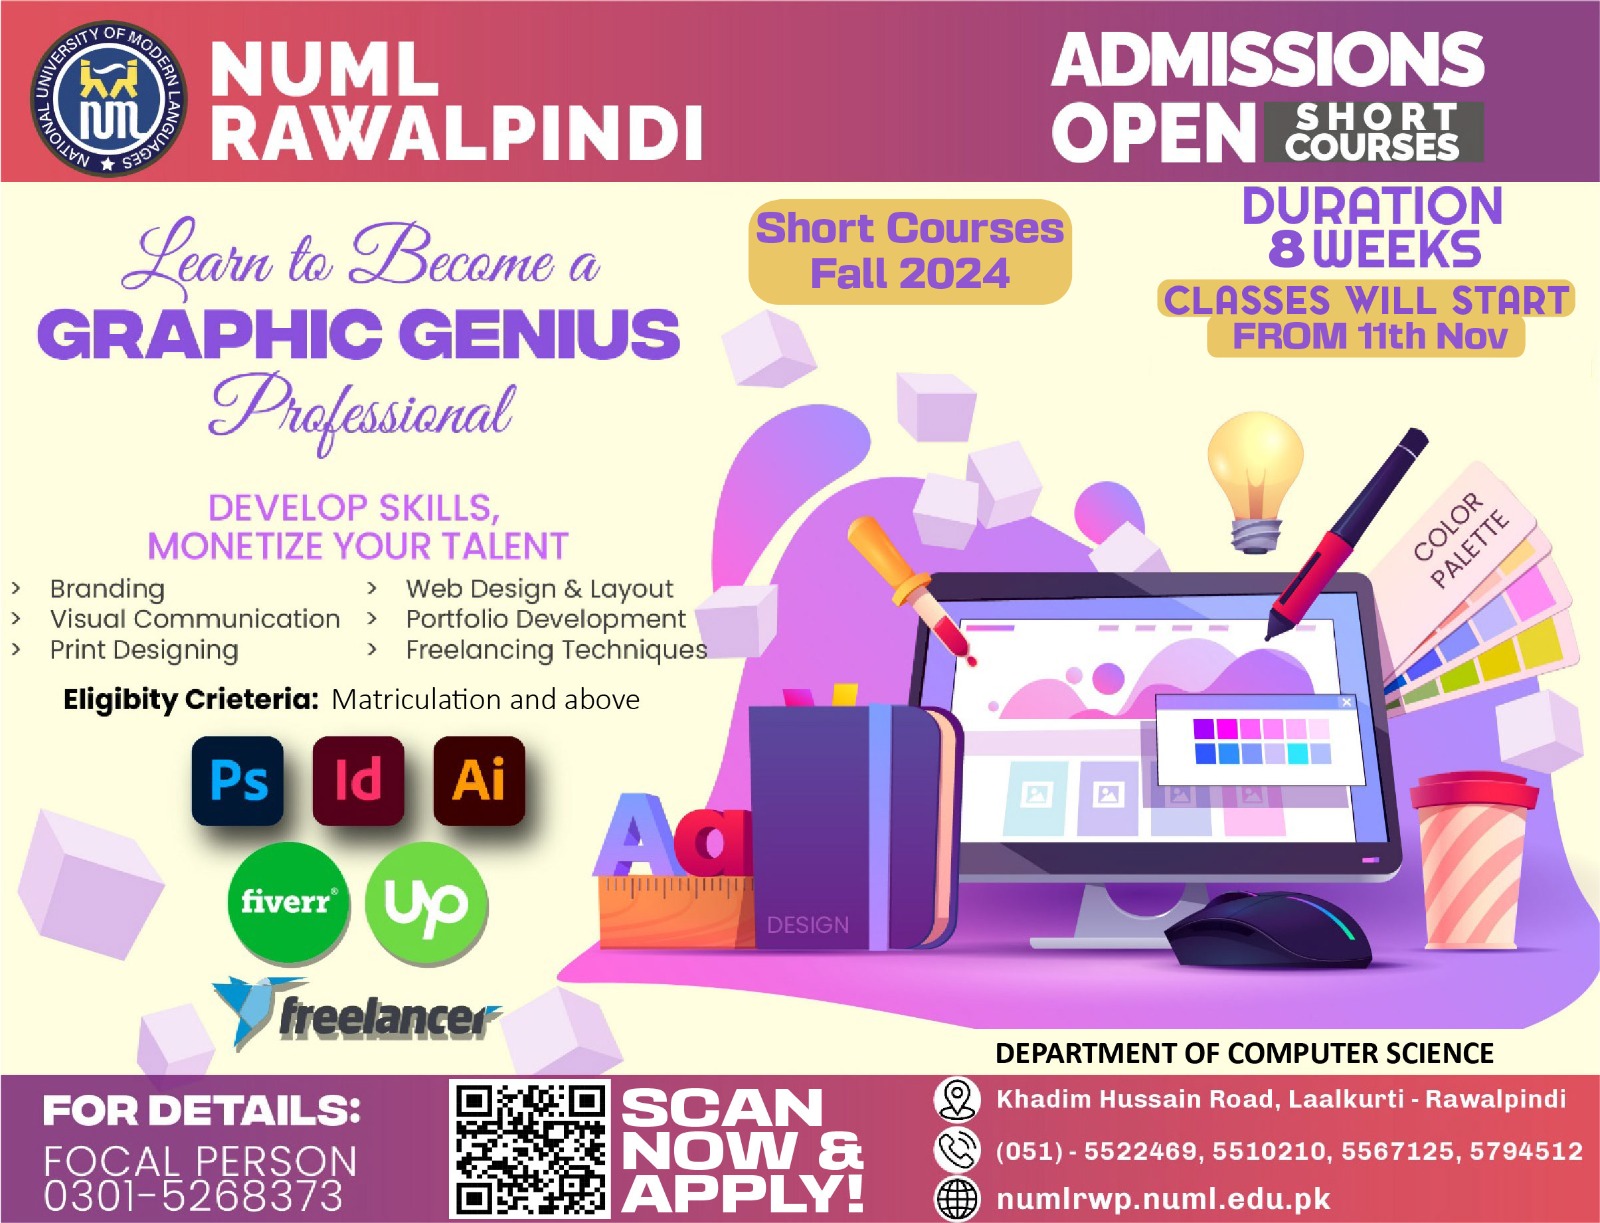 NATIONAL UNIVERSITY OF MODERN LANGUAGES
NUML
RAWALPINDI
ADMISSIONS
OPEN
SHORT
COURSES
Learn to Become a
GRAPHIC GENIUS
Professional
Short Courses
Fall 2024
DURATION
8 WEEKS
CLASSES WILL START
FROM 11th Nov
DEVELOP SKILLS,
MONETIZE YOUR TALENT
> Branding
> Visual Communication
> Print Designing
> Web Design & Layout
> Portfolio Development
> Freelancing Techniques
Eligibity Crieteria: Matriculation and above
Ps Id Ai
fiverr®
Up
freelancer
COLOR
PALETTE
Aa
DESIGN
DEPARTMENT OF COMPUTER SCIENCE
FOR DETAILS:
FOCAL PERSON
0301-5268373
SCAN
NOW &
APPLY!
Khadim Hussain Road, Laalkurti - Rawalpindi
(051) - 5522469, 5510210, 5567125, 5794512
numlrwp.numl.edu.pk